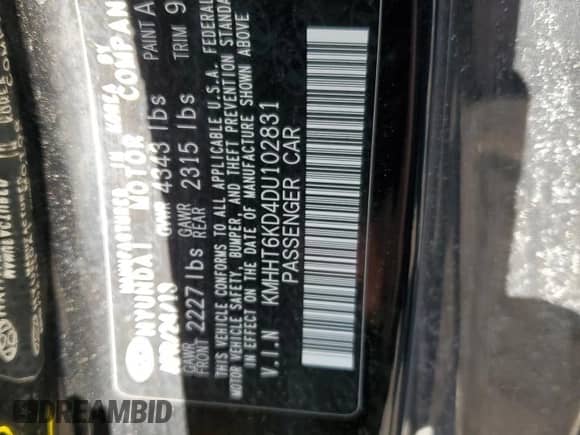 HYUNDAI MOTOR COMPANY
GVWR 4343 lbs PAINT A
GAWR FRONT 2227 lbs GAWR REAR 2315 lbs TRIM 9
THIS VEHICLE CONFORMS TO ALL APPLICABLE U.S.A. FEDERAL
MOTOR VEHICLE SAFETY, BUMPER, AND THEFT PREVENTION STANDA
IN EFFECT ON THE DATE OF MANUFACTURE SHOWN ABOVE
V.I.N KMHHT6KD4DU102831
PASSENGER CAR
DREAMBID